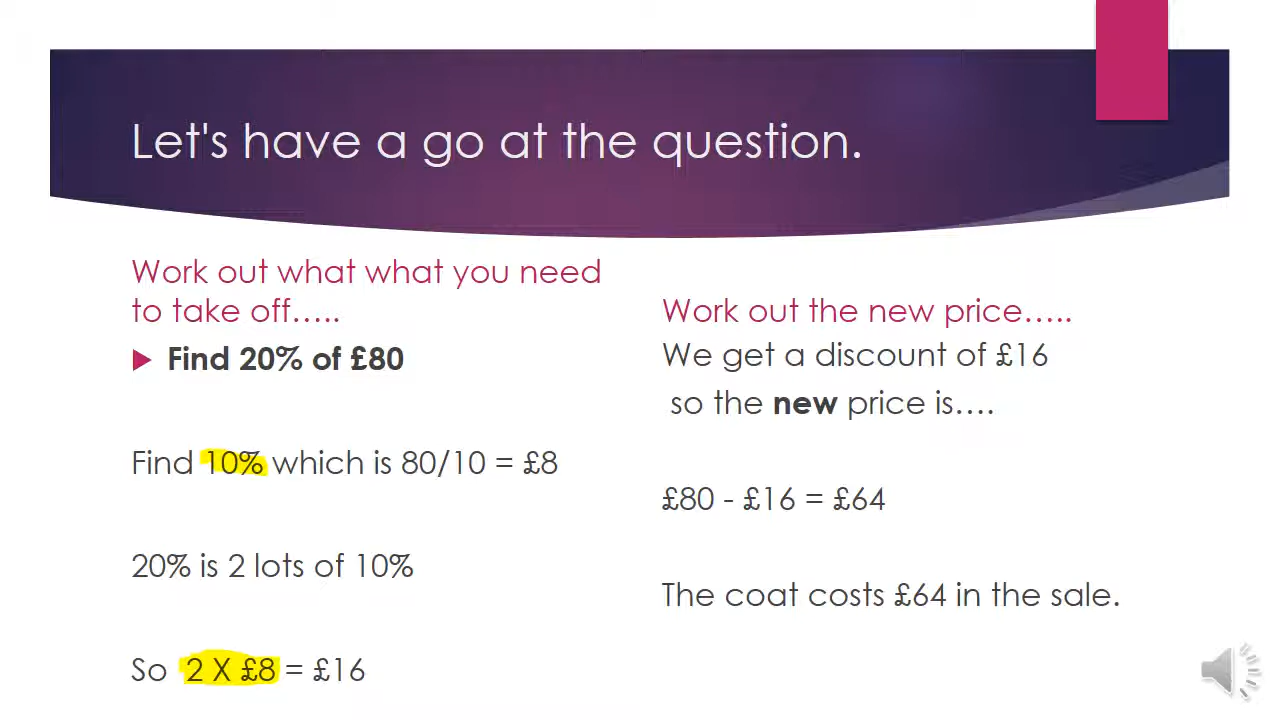 Let's have a go at the question.
Work out what what you need
to take off…..
Find 20% of £80
Find 10% which is 80/10 = £8
20% is 2 lots of 10%
So 2 X £8 = £16
Work out the new price…..
We get a discount of £16
so the new price is….
£80 - £16 = £64
The coat costs £64 in the sale.